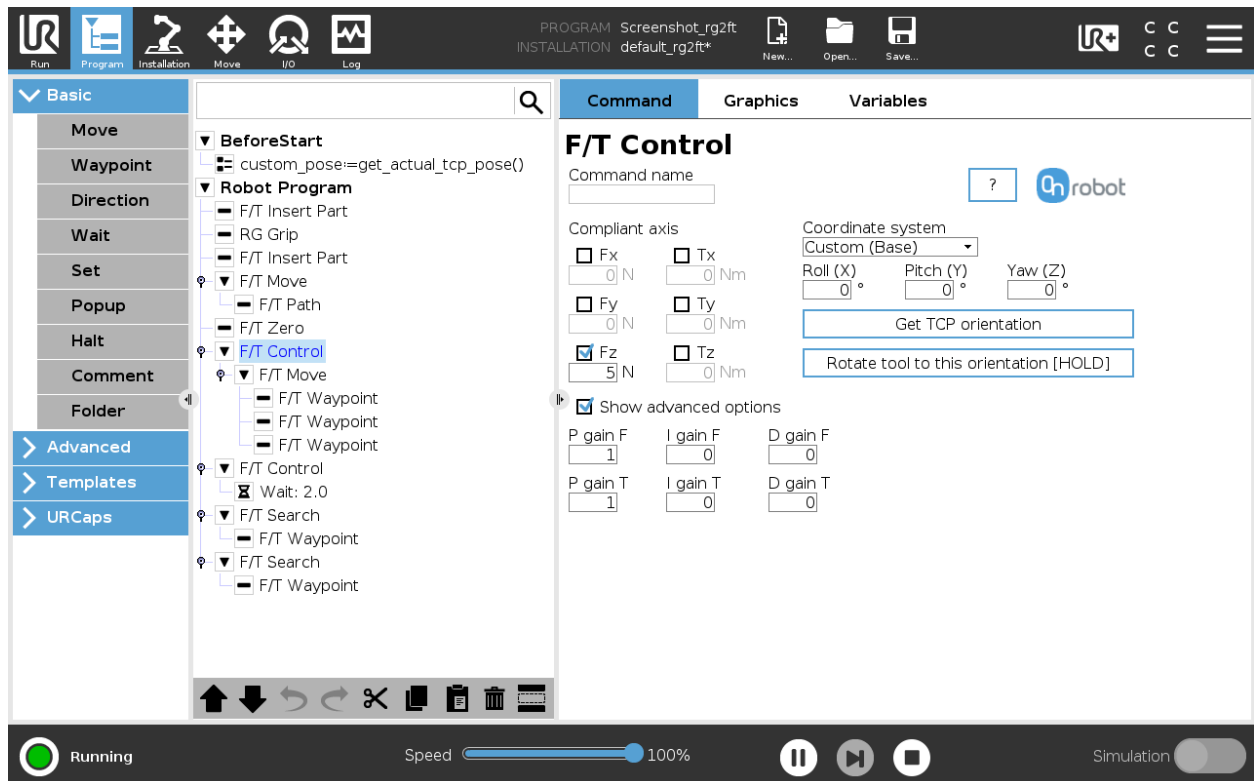 PROGRAM Screenshot_rg2ft
INSTALLATION default_rg2ft*
UR
Run
Program
Installation
Move
I/O
Log
New...
Open...
Save...
UR+
C C
C C
Basic
Move
Waypoint
Direction
Wait
Set
Popup
Halt
Comment
Folder
Advanced
Templates
URCaps
BeforeStart
custom_pose≔get_actual_tcp_pose()
Robot Program
F/T Insert Part
RG Grip
F/T Insert Part
F/T Move
F/T Path
F/T Zero
F/T Control
F/T Move
F/T Waypoint
F/T Waypoint
F/T Waypoint
F/T Control
Wait: 2.0
F/T Search
F/T Waypoint
F/T Search
F/T Waypoint
Command Graphics Variables
F/T Control
Command name
?
OnRobot
Compliant axis
Fx Tx
0 N 0 Nm
Fy Ty
0 N 0 Nm
Fz Tz
5 N 0 Nm
Coordinate system
Custom (Base)
Roll (X) Pitch (Y) Yaw (Z)
0 ° 0 ° 0 °
Get TCP orientation
Rotate tool to this orientation [HOLD]
Show advanced options
P gain F I gain F D gain F
1 0 0
P gain T I gain T D gain T
1 0 0
Running
Speed 100%
Simulation